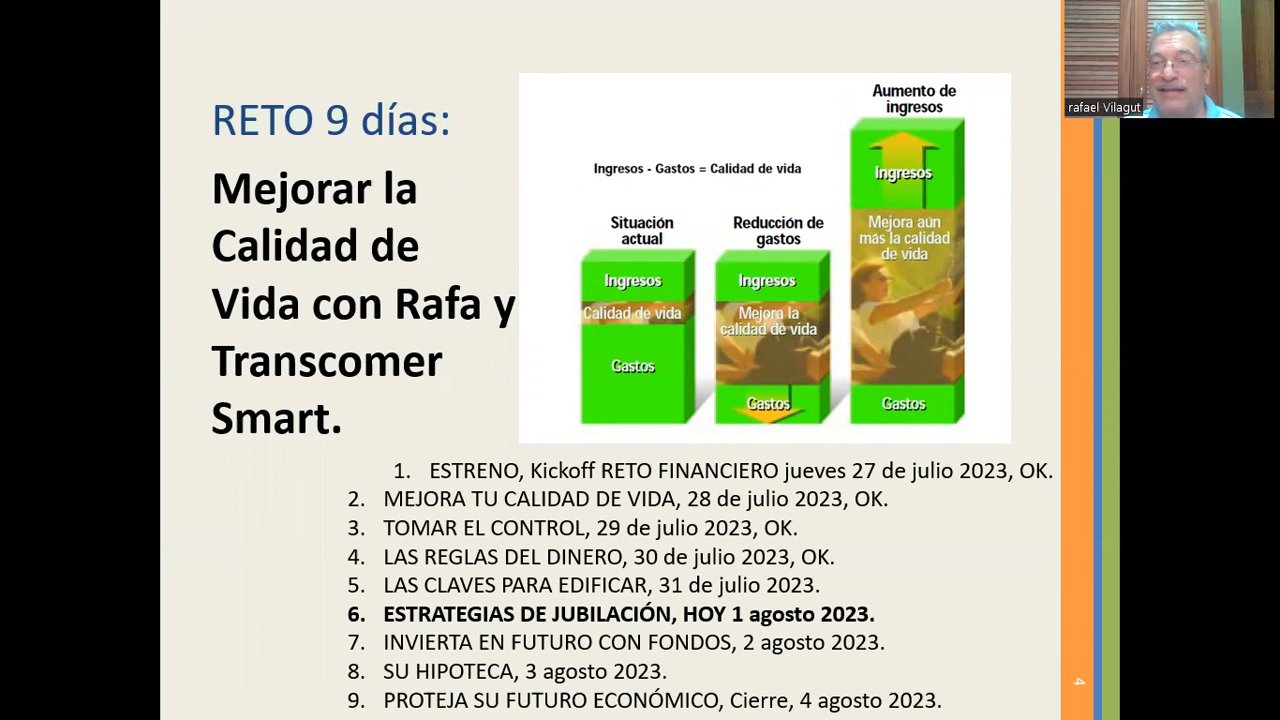 RETO 9 días:
Mejorar la
Calidad de
Vida con Rafa y
Transcomer
Smart.
Aumento de
ingresos
Ingresos - Gastos = Calidad de vida
Situación
actual
Reducción de
gastos
Ingresos
Calidad de vida
Gastos
Ingresos
Mejora la
calidad de vida
Gastos
Ingresos
Mejora aún
más la calidad
de vida
Gastos
1. ESTRENO, Kickoff RETO FINANCIERO jueves 27 de julio 2023, OK.
2. MEJORA TU CALIDAD DE VIDA, 28 de julio 2023, OK.
3. TOMAR EL CONTROL, 29 de julio 2023, OK.
4. LAS REGLAS DEL DINERO, 30 de julio 2023, OK.
5. LAS CLAVES PARA EDIFICAR, 31 de julio 2023.
6. ESTRATEGIAS DE JUBILACIÓN, HOY 1 agosto 2023.
7. INVIERTA EN FUTURO CON FONDOS, 2 agosto 2023.
8. SU HIPOTECA, 3 agosto 2023.
9. PROTEJA SU FUTURO ECONÓMICO, Cierre, 4 agosto 2023.
4
rafael Vilagut